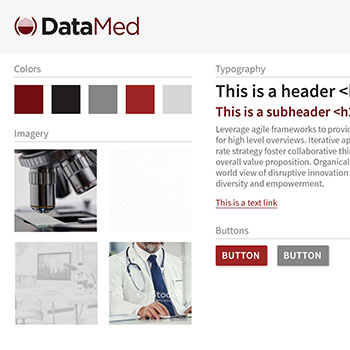 DataMed
Colors
Typography
This is a header <
This is a subheader <h
Leverage agile frameworks to provi
for high level overviews. Iterative ap
rate strategy foster collaborative thi
overall value proposition. Organical
world view of disruptive innovation
diversity and empowerment.
This is a text link
Imagery
Buttons
BUTTON
BUTTON